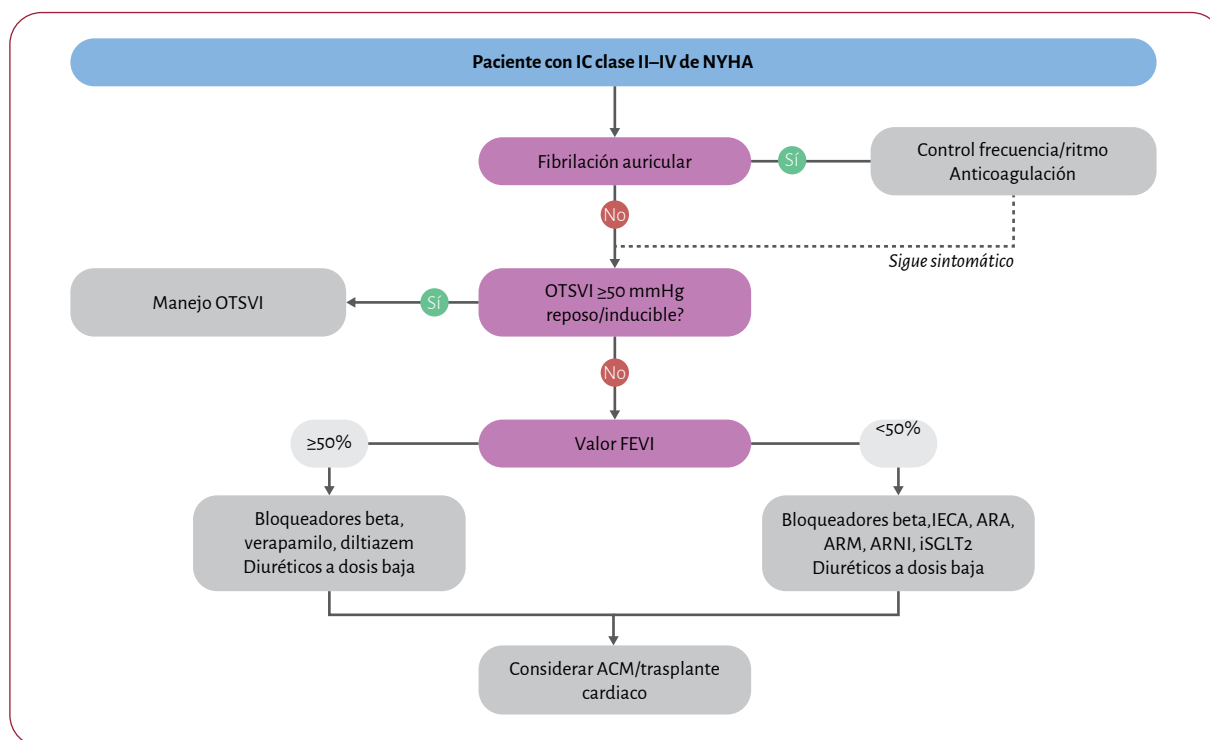 Paciente con IC clase II–IV de NYHA
Fibrilación auricular
Sí
Control frecuencia/ritmo
Anticoagulación
No
Sigue sintomático
Manejo OTSVI
Sí
OTSVI ≥50 mmHg
reposo/inducible?
No
≥50%
Valor FEVI
<50%
Bloqueadores beta,
verapamilo, diltiazem
Diuréticos a dosis baja
Bloqueadores beta,IECA, ARA,
ARM, ARNI, iSGLT2
Diuréticos a dosis baja
Considerar ACM/trasplante
cardiaco